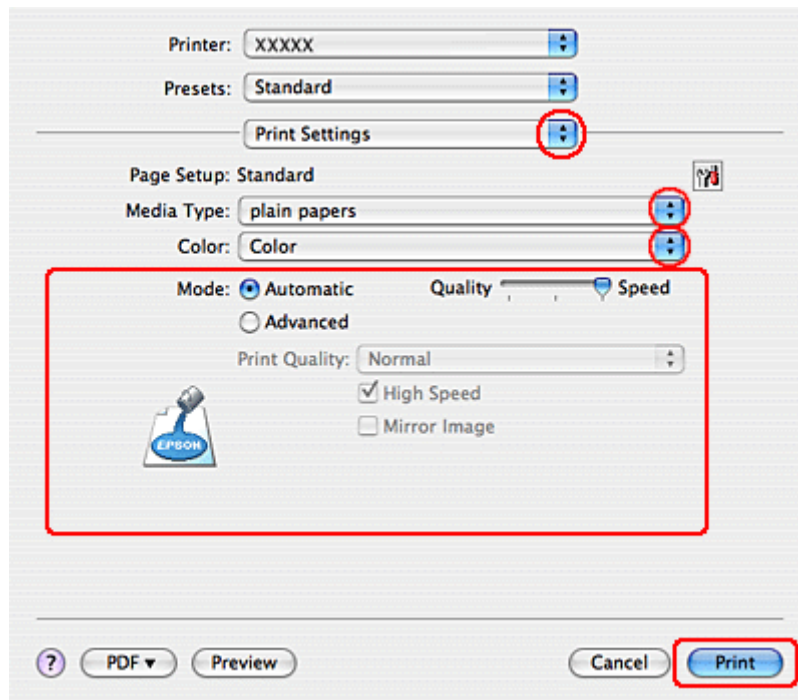 Printer: XXXXX
Presets: Standard
Print Settings
Page Setup: Standard
Media Type: plain papers
Color: Color
Mode: Automatic Quality Speed
Advanced
Print Quality: Normal
High Speed
Mirror Image
EPSON
? PDF ▼ Preview Cancel Print